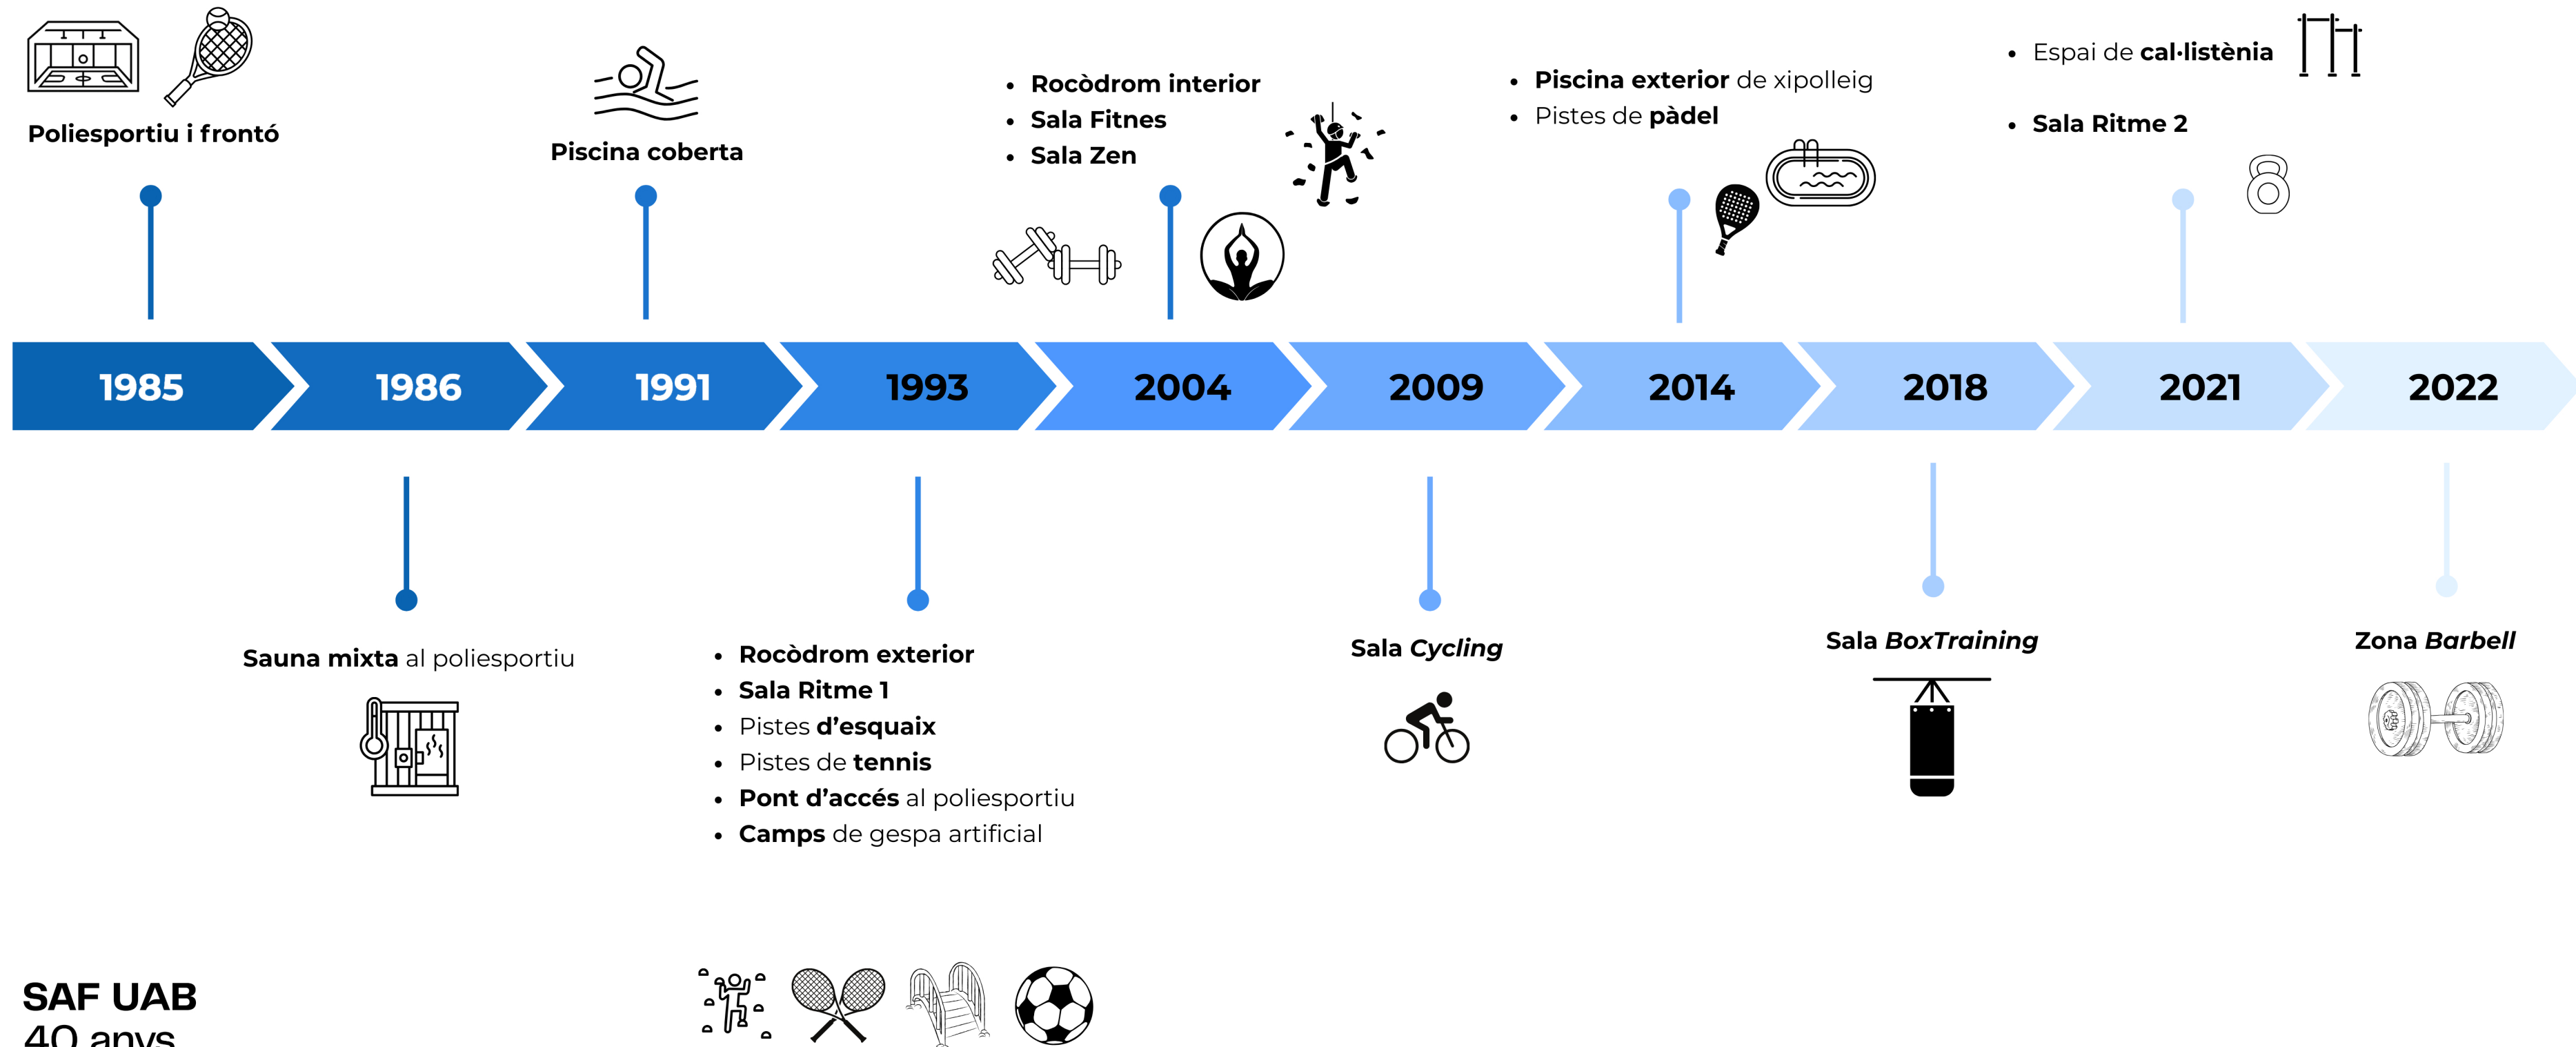 Poliesportiu i frontó
Piscina coberta
• Rocòdrom interior
• Sala Fitnes
• Sala Zen
• Piscina exterior de xipolleig
• Pistes de pàdel
• Espai de cal·listènia
• Sala Ritme 2
1985
1986
1991
1993
2004
2009
2014
2018
2021
2022
Sauna mixta al poliesportiu
• Rocòdrom exterior
• Sala Ritme 1
• Pistes d’esquaix
• Pistes de tennis
• Pont d’accés al poliesportiu
• Camps de gespa artificial
Sala Cycling
Sala BoxTraining
Zona Barbell
SAF UAB
40 anys